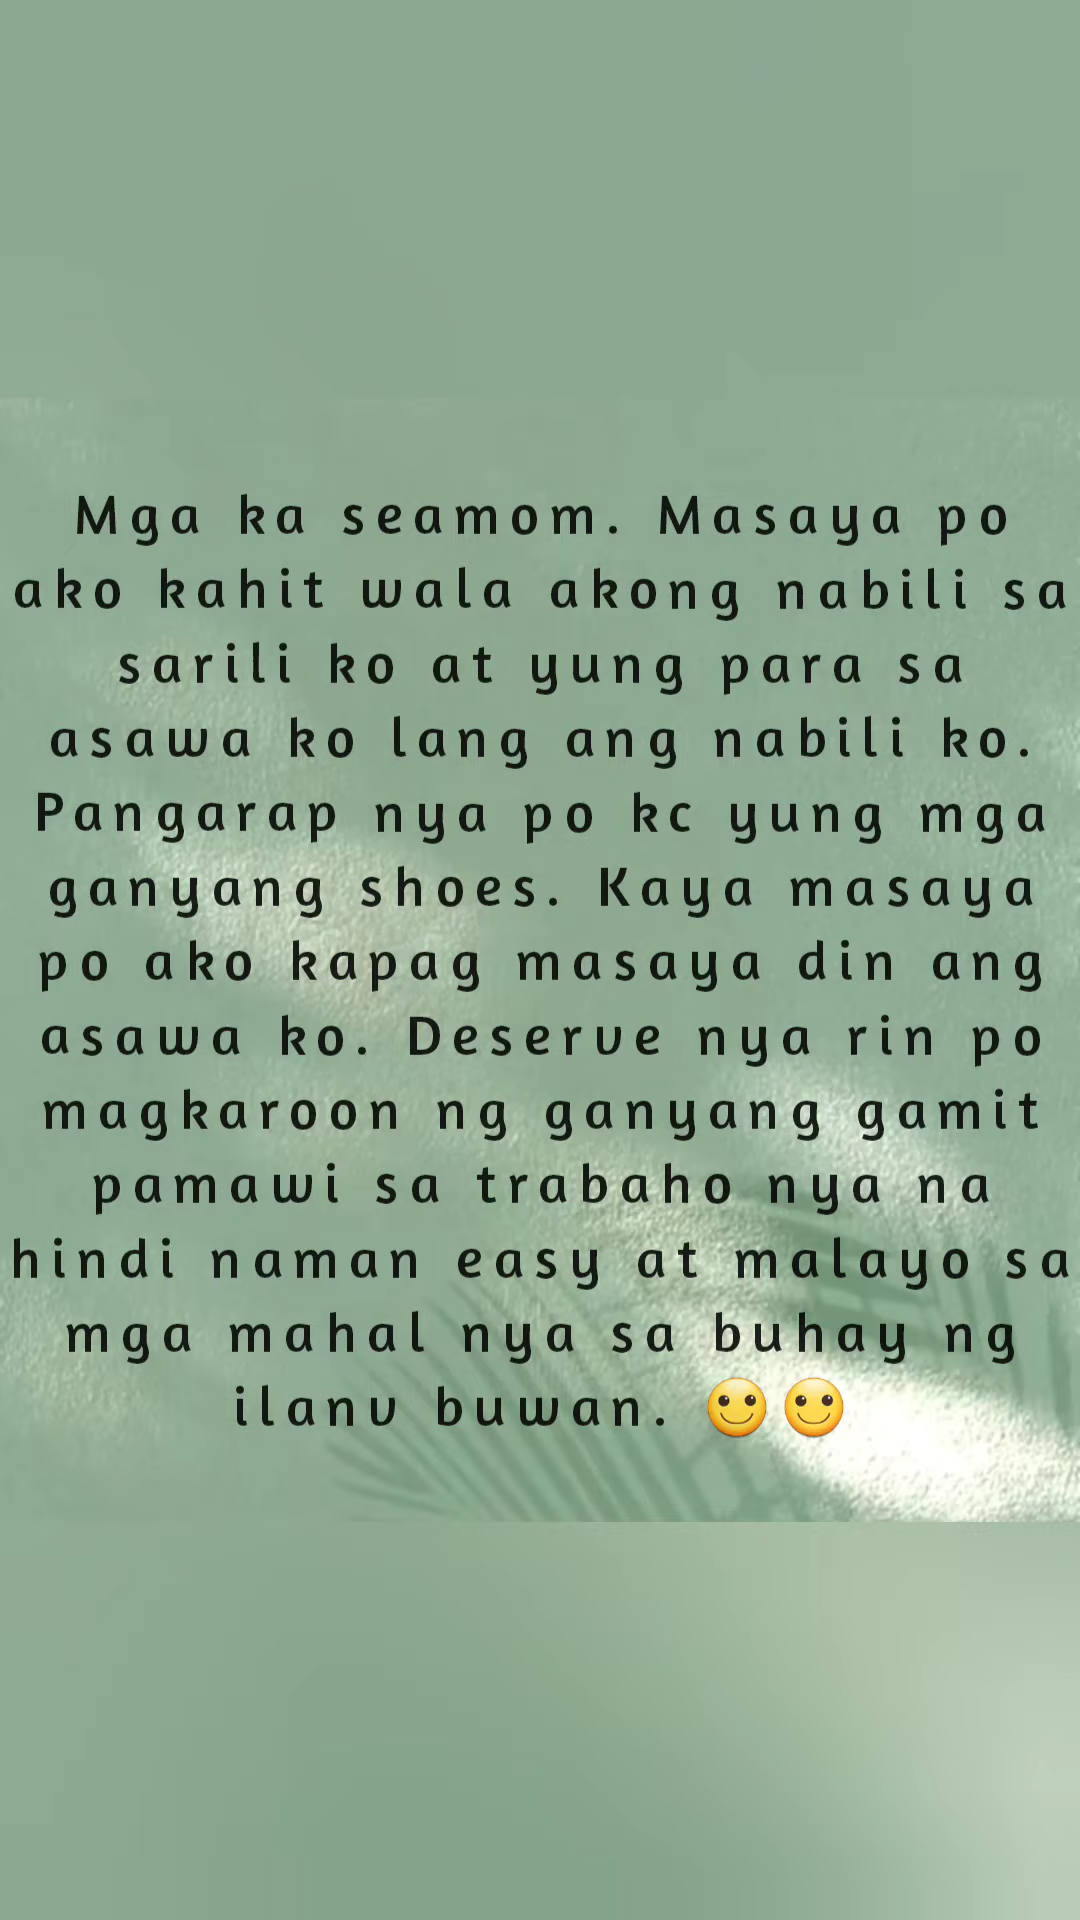 Mga ka seamom. Masaya po
ako kahit wala akong nabili sa
sarili ko at yung para sa
asawa ko lang ang nabili ko.
Pangarap nya po kc yung mga
ganyang shoes. Kaya masaya
po ako kapag masaya din ang
asawa ko. Deserve nya rin po
magkaroon ng ganyang gamit
pamawi sa trabaho nya na
hindi naman easy at malayo sa
mga mahal nya sa buhay ng
ilanv buwan. 🙂🙂